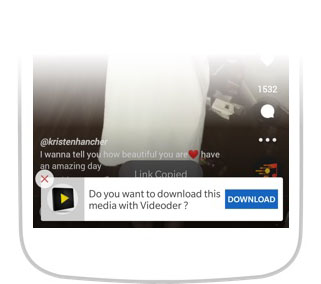 1532
@kristenhancher
I wanna tell you how beautiful you are❤️ have
an amazing day
Link Copied
Do you want to download this
media with Videoder ?
DOWNLOAD